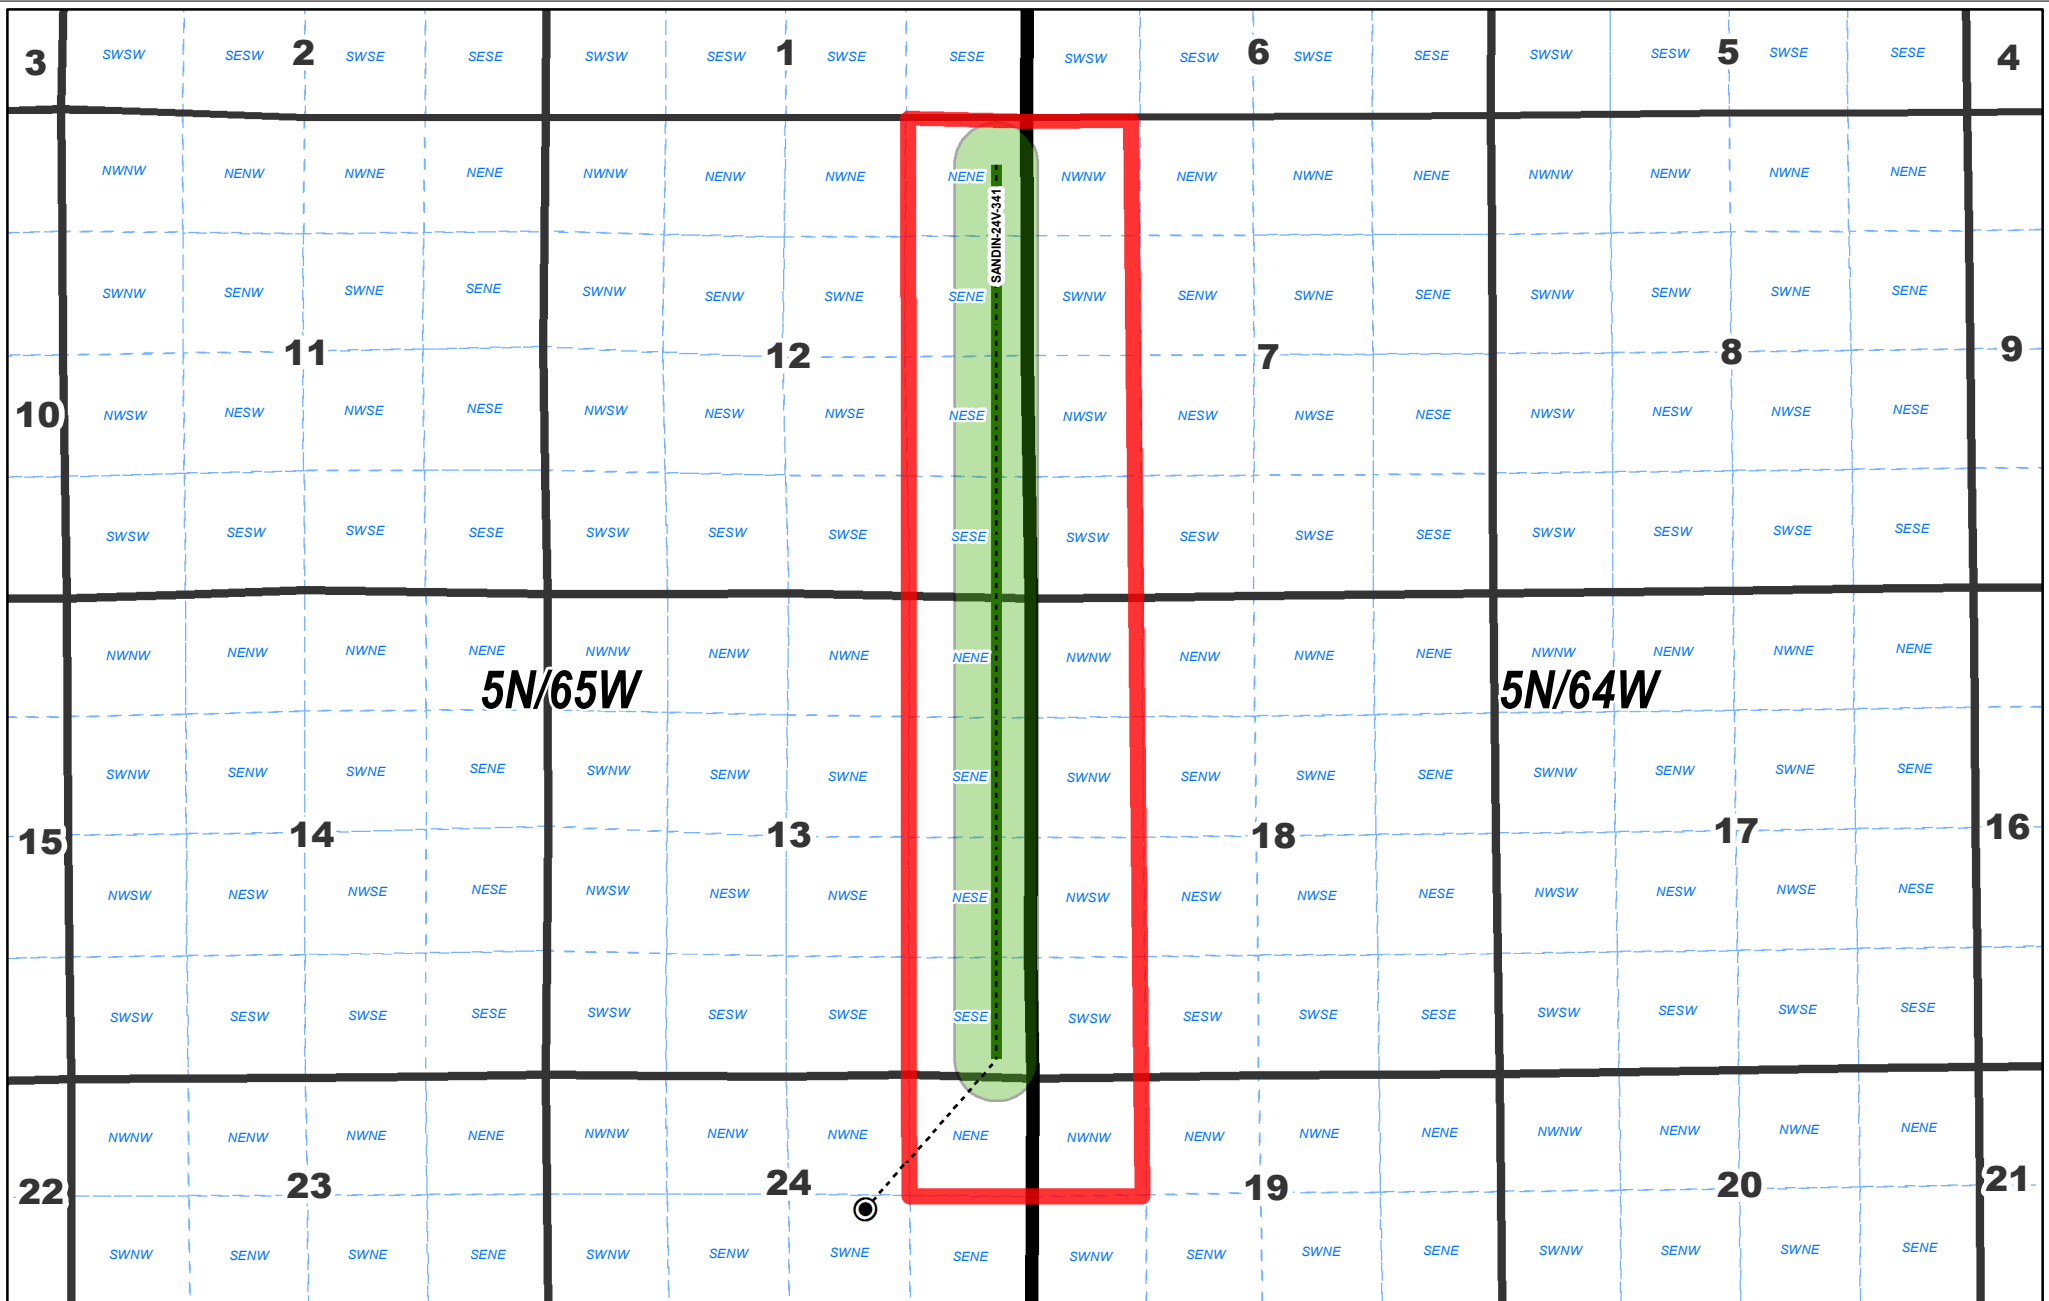 3 SWSW SESW 2 SWSE SESE SWSW SESW 1 SWSE SESE SWSW SESW 6 SWSE SESE SWSW SESW 5 SWSE SESE 4
NWNW NENW NWNE NENE NWNW NENW NWNE NENE NWNW NENW NWNE NENE NWNW NENW NWNE NENE
SANDIN-24V-341
SWNW SENW SWNE SENE SWNW SENW SWNE SENE SWNW SENW SWNE SENE SWNW SENW SWNE SENE
11 12 7 8 9
10 NWSW NESW NWSE NESE NWSW NESW NWSE NESE NWSW NESW NWSE NESE NWSW NESW NWSE NESE
SWSW SESW SWSE SESE SWSW SESW SWSE SESE SWSW SESW SWSE SESE SWSW SESW SWSE SESE
NWNW NENW NWNE NENE NWNW NENW NWNE NENE NWNW NENW NWNE NENE NWNW NENW NWNE NENE
5N/65W 5N/64W
SWNW SENW SWNE SENE SWNW SENW SWNE SENE SWNW SENW SWNE SENE SWNW SENW SWNE SENE
15 14 13 18 17 16
NWSW NESW NWSE NESE NWSW NESW NWSE NESE NWSW NESW NWSE NESE NWSW NESW NWSE NESE
SWSW SESW SWSE SESE SWSW SESW SWSE SESE SWSW SESW SWSE SESE SWSW SESW SWSE SESE
NWNW NENW NWNE NENE NWNW NENW NWNE NENE NWNW NENW NWNE NENE NWNW NENW NWNE NENE
22 23 24 19 20 21
SWNW SENW SWNE SENE SWNW SENW SWNE SENE SWNW SENW SWNE SENE SWNW SENW SWNE SENE